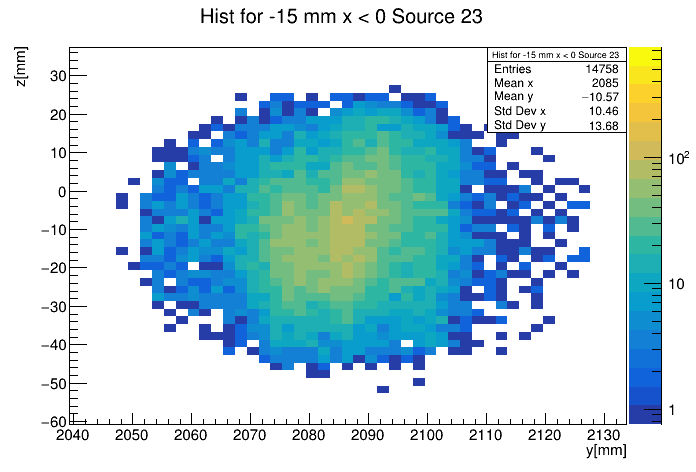 Hist for -15 mm x < 0 Source 23
z[mm]
Hist for -15 mm x < 0 Source 23
Entries 14758
Mean x 2085
Mean y −10.57
Std Dev x 10.46
Std Dev y 13.68
30
20
10
0
−10
−20
−30
−40
−50
−60
2040 2050 2060 2070 2080 2090 2100 2110 2120 2130
y[mm]
10²
10
1